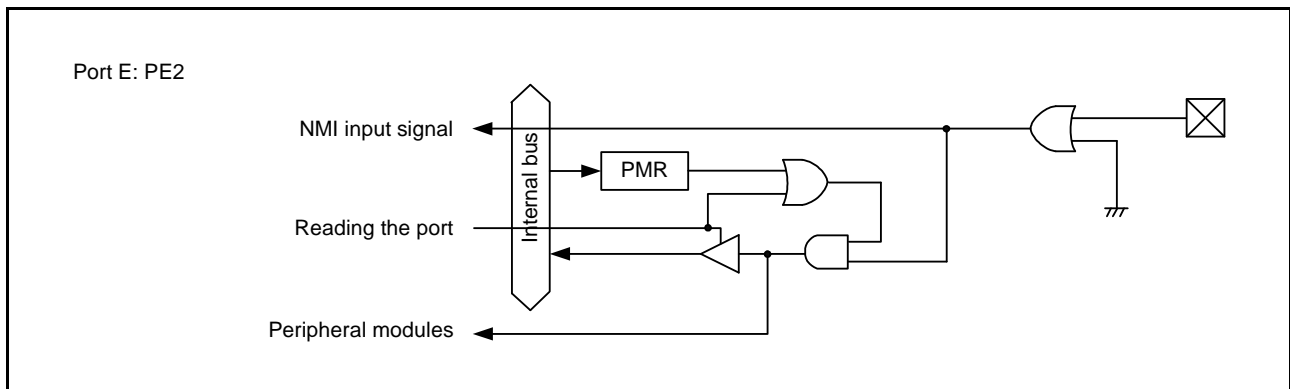 Port E: PE2
NMI input signal
Internal bus
PMR
Reading the port
Peripheral modules